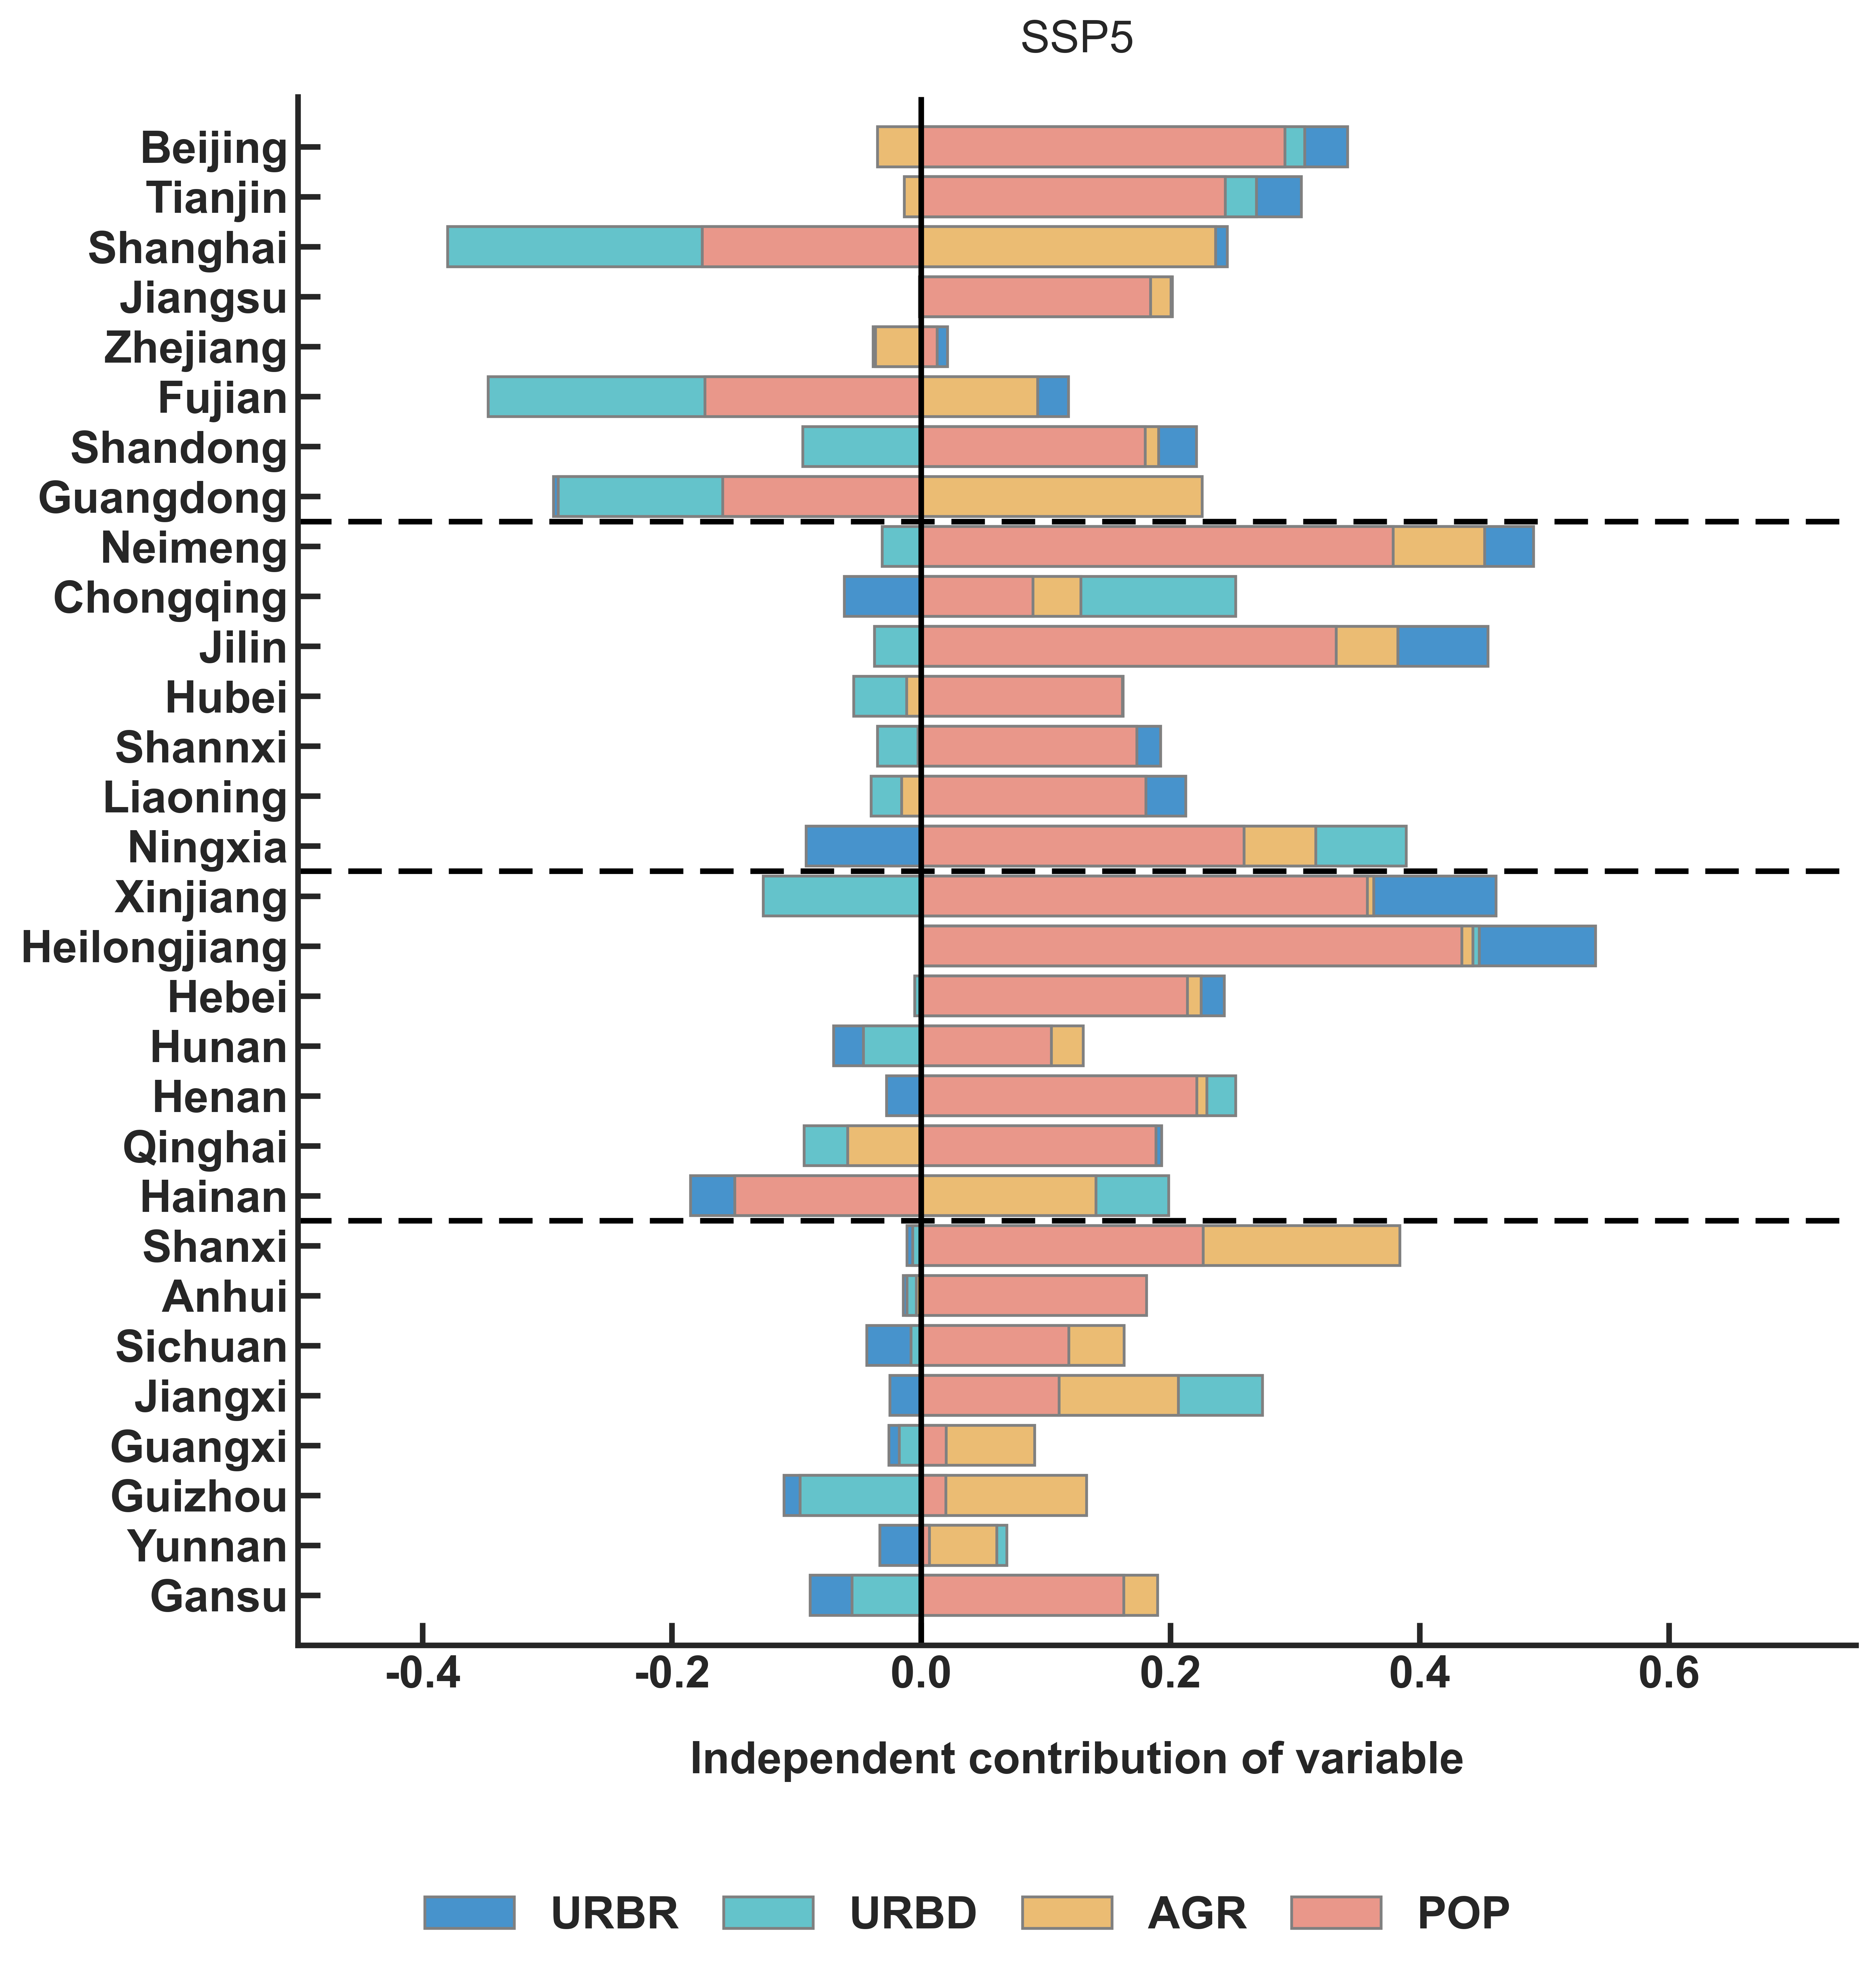 SSP5
Beijing
Tianjin
Shanghai
Jiangsu
Zhejiang
Fujian
Shandong
Guangdong
Neimeng
Chongqing
Jilin
Hubei
Shannxi
Liaoning
Ningxia
Xinjiang
Heilongjiang
Hebei
Hunan
Henan
Qinghai
Hainan
Shanxi
Anhui
Sichuan
Jiangxi
Guangxi
Guizhou
Yunnan
Gansu
-0.4 -0.2 0.0 0.2 0.4 0.6
Independent contribution of variable
URBR URBD AGR POP